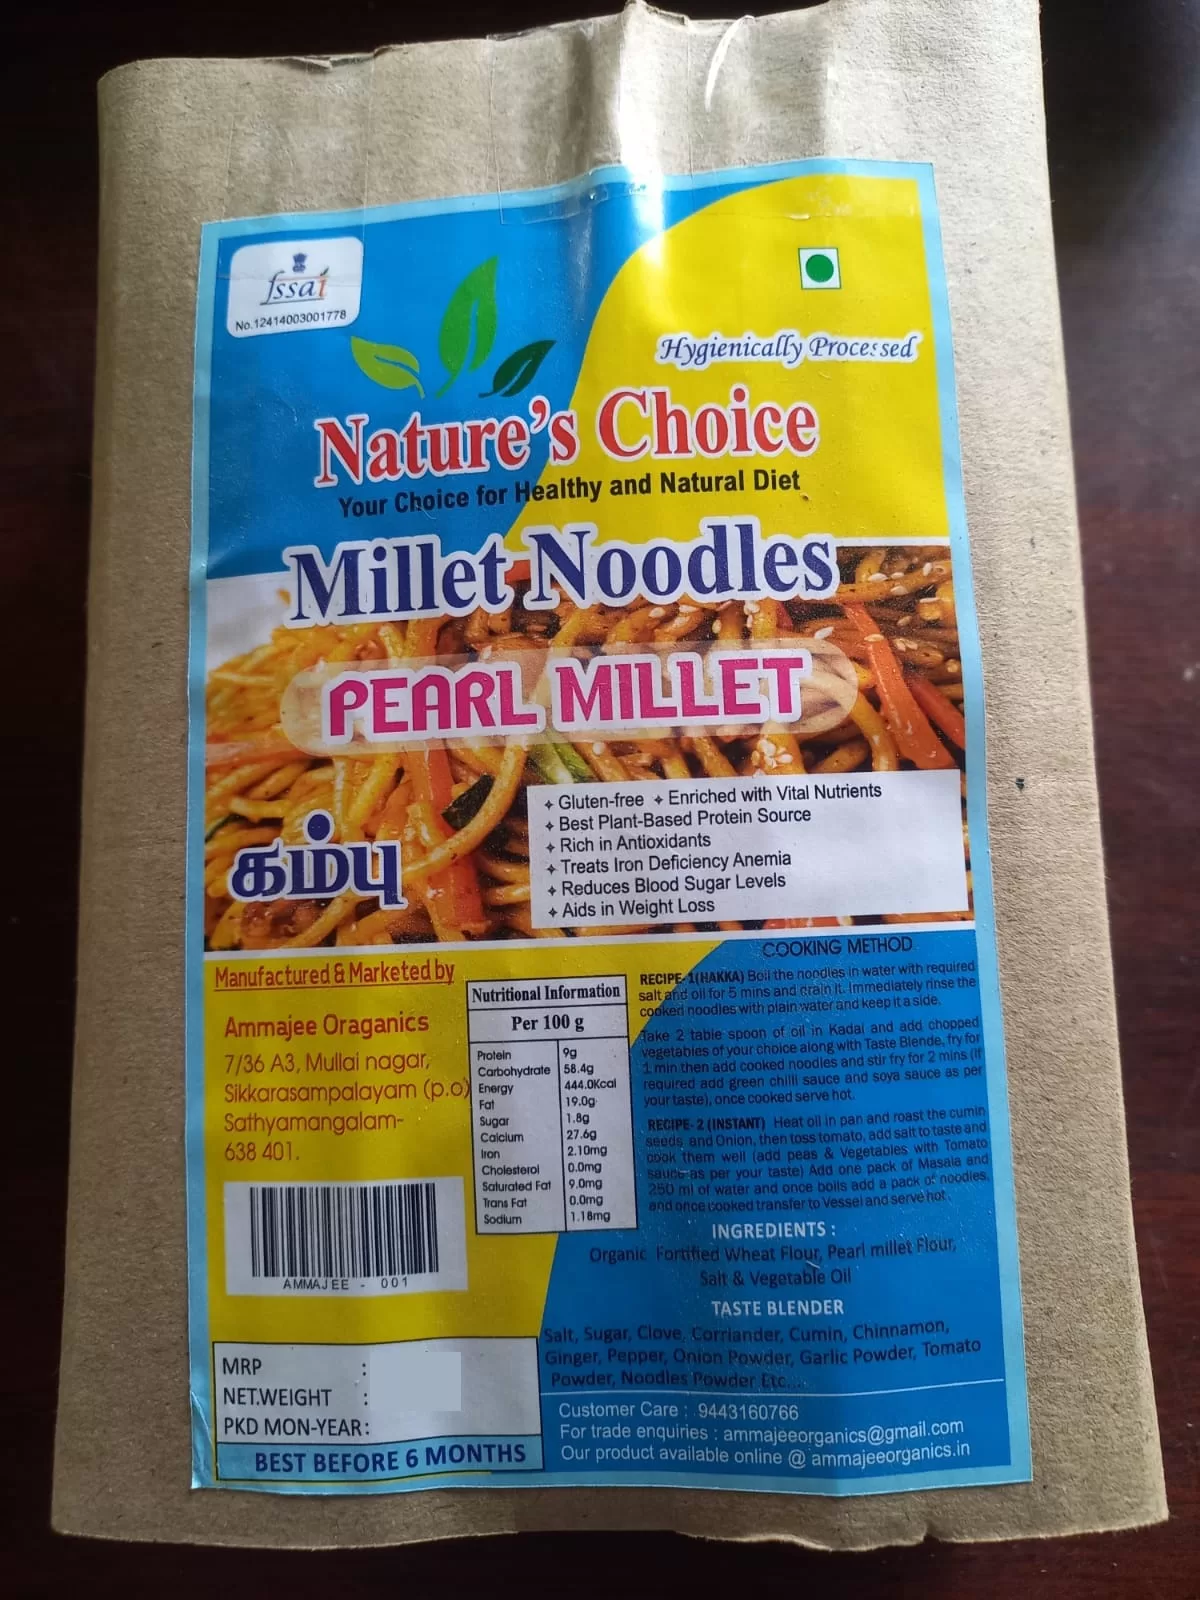 fssai
No.12414003001778
Hygienically Processed
Nature's Choice
Your Choice for Healthy and Natural Diet
Millet Noodles
PEARL MILLET
கம்பு
Gluten-free Enriched with Vital Nutrients
Best Plant-Based Protein Source
Rich in Antioxidants
Treats Iron Deficiency Anemia
Reduces Blood Sugar Levels
Aids in Weight Loss
Manufactured & Marketed by
Ammajee Oraganics
7/36 A3, Mullai nagar,
Sikkarasampalayam (p.o)
Sathyamangalam-
638 401.
AMMAJEE - 001
Nutritional Information
Per 100 g
Protein 9g
Carbohydrate 58.4g
Energy 444.0Kcal
Fat 19.0g
Sugar 1.8g
Calcium 27.6g
Iron 2.10mg
Cholesterol 0.0mg
Saturated Fat 9.0mg
Trans Fat 0.0mg
Sodium 1.18mg
COOKING METHOD
RECIPE-1(HAKKA) Boil the noodles in water with required
salt and oil for 5 mins and drain it. Immediately rinse the
cooked noodles with plain water and keep it a side.
Take 2 table spoon of oil in Kadai and add chopped
vegetables of your choice along with Taste Blende, fry for
1 min then add cooked noodles and stir fry for 2 mins (if
required add green chilli sauce and soya sauce as per
your taste), once cooked serve hot.
RECIPE- 2 (INSTANT) Heat oil in pan and roast the cumin
seeds and Onion, then toss tomato, add salt to taste and
cook them well (add peas & Vegetables with Tomato
sauce as per your taste) Add one pack of Masala and
250 ml of water and once boils add a pack of noodles,
and once cooked transfer to Vessel and serve hot.
INGREDIENTS :
Organic Fortified Wheat Flour, Pearl millet Flour,
Salt & Vegetable Oil
TASTE BLENDER
Salt, Sugar, Clove, Corriander, Cumin, Chinnamon,
Ginger, Pepper, Onion Powder, Garlic Powder, Tomato
Powder, Noodles Powder Etc...
MRP :
NET.WEIGHT :
PKD MON-YEAR:
BEST BEFORE 6 MONTHS
Customer Care : 9443160766
For trade enquiries : ammajeeorganics@gmail.com
Our product available online @ ammajeeorganics.in